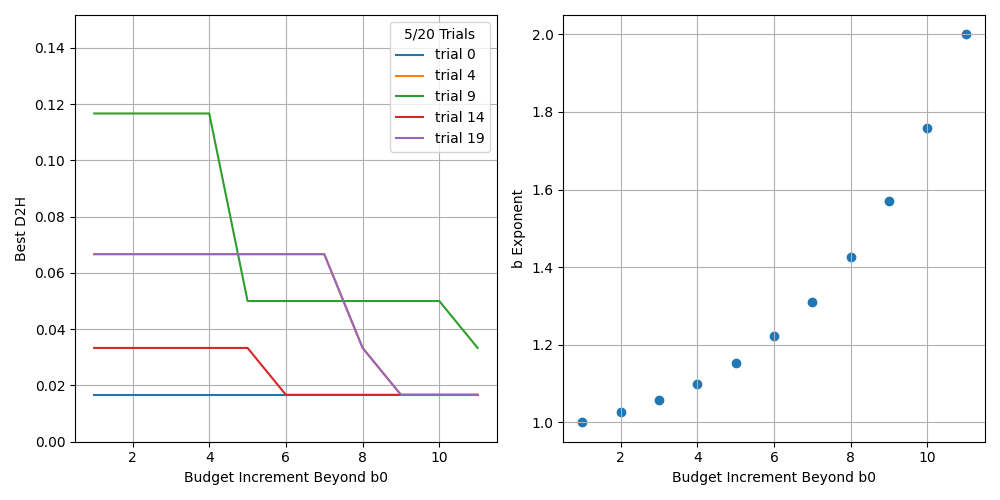 5/20 Trials
trial 0
trial 4
trial 9
trial 14
trial 19
0.14
0.12
0.10
0.08
0.06
0.04
0.02
0.00
Best D2H
2 4 6 8 10
Budget Increment Beyond b0
2.0
1.8
1.6
1.4
1.2
1.0
b Exponent
2 4 6 8 10
Budget Increment Beyond b0